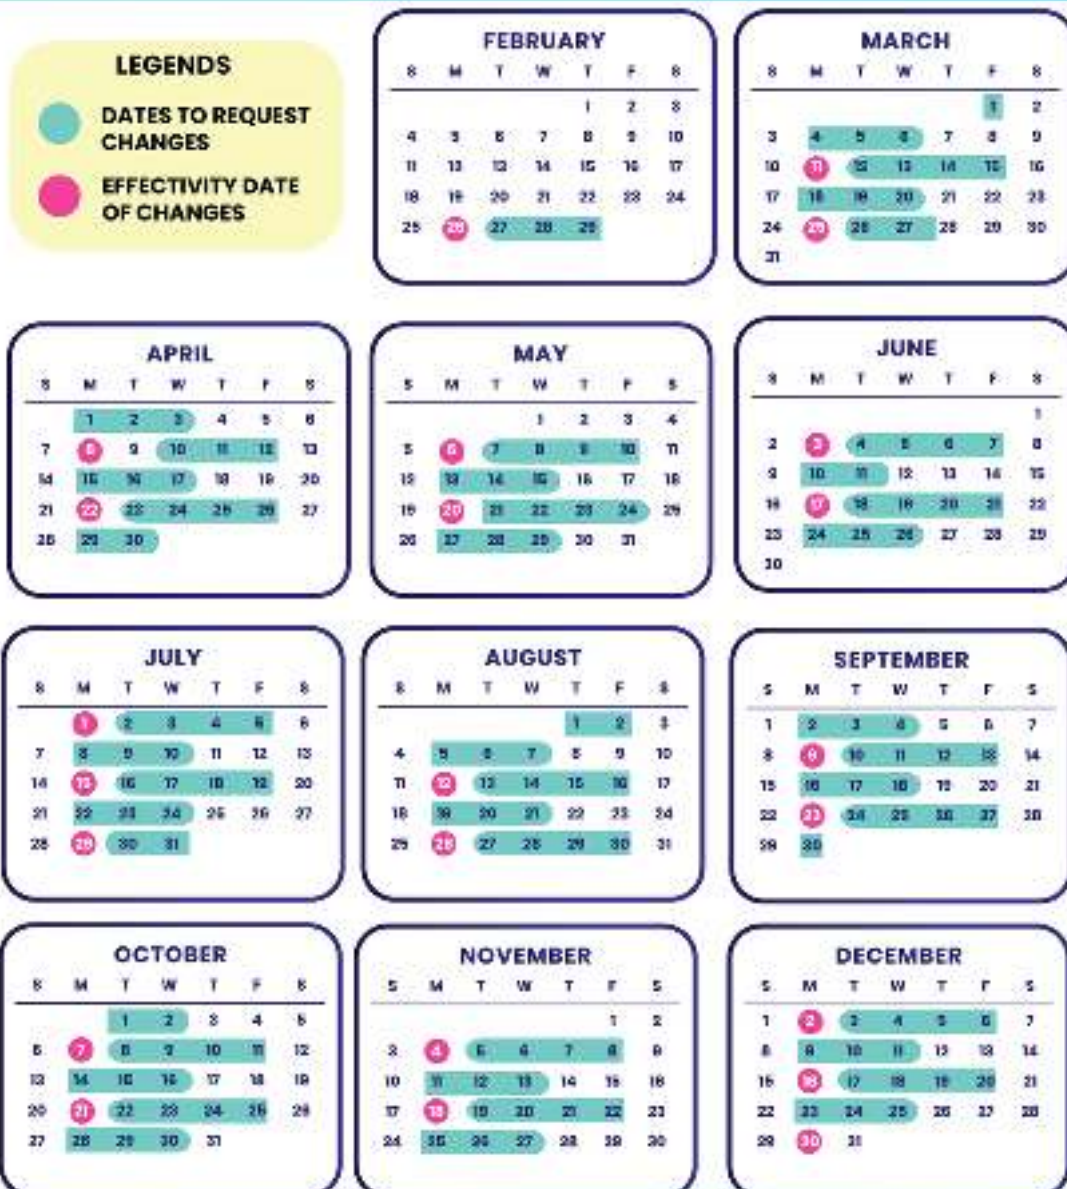 LEGENDS
DATES TO REQUEST
CHANGES
EFFECTIVITY DATE
OF CHANGES
FEBRUARY
S M T W T F S
1 2 3
4 5 6 7 8 9 10
11 12 13 14 15 16 17
18 19 20 21 22 23 24
25 26 27 28 29
MARCH
S M T W T F S
1 2
3 4 5 6 7 8 9
10 11 12 13 14 15 16
17 18 19 20 21 22 23
24 25 26 27 28 29 30
31
APRIL
S M T W T F S
1 2 3 4 5 6
7 8 9 10 11 12 13
14 15 16 17 18 19 20
21 22 23 24 25 26 27
28 29 30
MAY
S M T W T F S
1 2 3 4
5 6 7 8 9 10 11
12 13 14 15 16 17 18
19 20 21 22 23 24 25
26 27 28 29 30 31
JUNE
S M T W T F S
1
2 3 4 5 6 7 8
9 10 11 12 13 14 15
16 17 18 19 20 21 22
23 24 25 26 27 28 29
30
JULY
S M T W T F S
1 2 3 4 5 6
7 8 9 10 11 12 13
14 15 16 17 18 19 20
21 22 23 24 25 26 27
28 29 30 31
AUGUST
S M T W T F S
1 2 3
4 5 6 7 8 9 10
11 12 13 14 15 16 17
18 19 20 21 22 23 24
25 26 27 28 29 30 31
SEPTEMBER
S M T W T F S
1 2 3 4 5 6 7
8 9 10 11 12 13 14
15 16 17 18 19 20 21
22 23 24 25 26 27 28
29 30
OCTOBER
S M T W T F S
1 2 3 4 5
6 7 8 9 10 11 12
13 14 15 16 17 18 19
20 21 22 23 24 25 26
27 28 29 30 31
NOVEMBER
S M T W T F S
1 2
3 4 5 6 7 8 9
10 11 12 13 14 15 16
17 18 19 20 21 22 23
24 25 26 27 28 29 30
DECEMBER
S M T W T F S
1 2 3 4 5 6 7
8 9 10 11 12 13 14
15 16 17 18 19 20 21
22 23 24 25 26 27 28
29 30 31